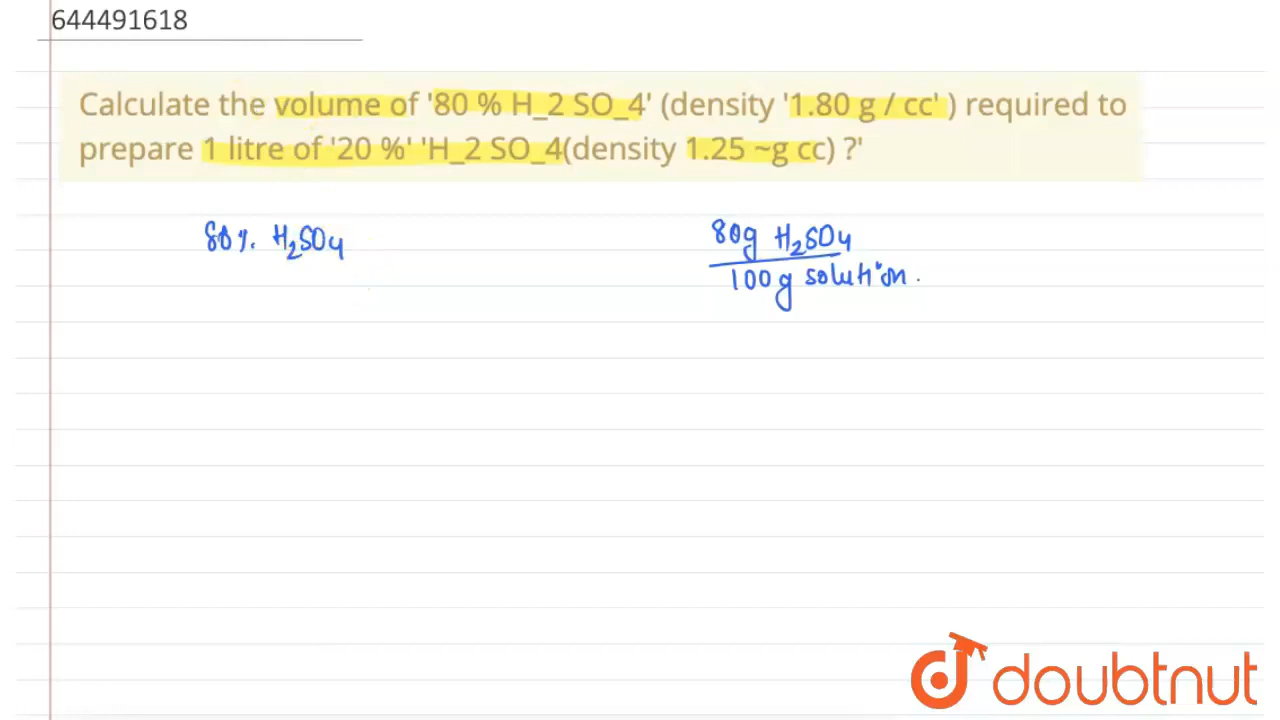 644491618
Calculate the volume of '80 % H_2 SO_4' (density '1.80 g / cc' ) required to
prepare 1 litre of '20 %' 'H_2 SO_4(density 1.25 ~g cc) ?'
80%. H2SO4
80g H2SO4
100g solution.
doubtnut